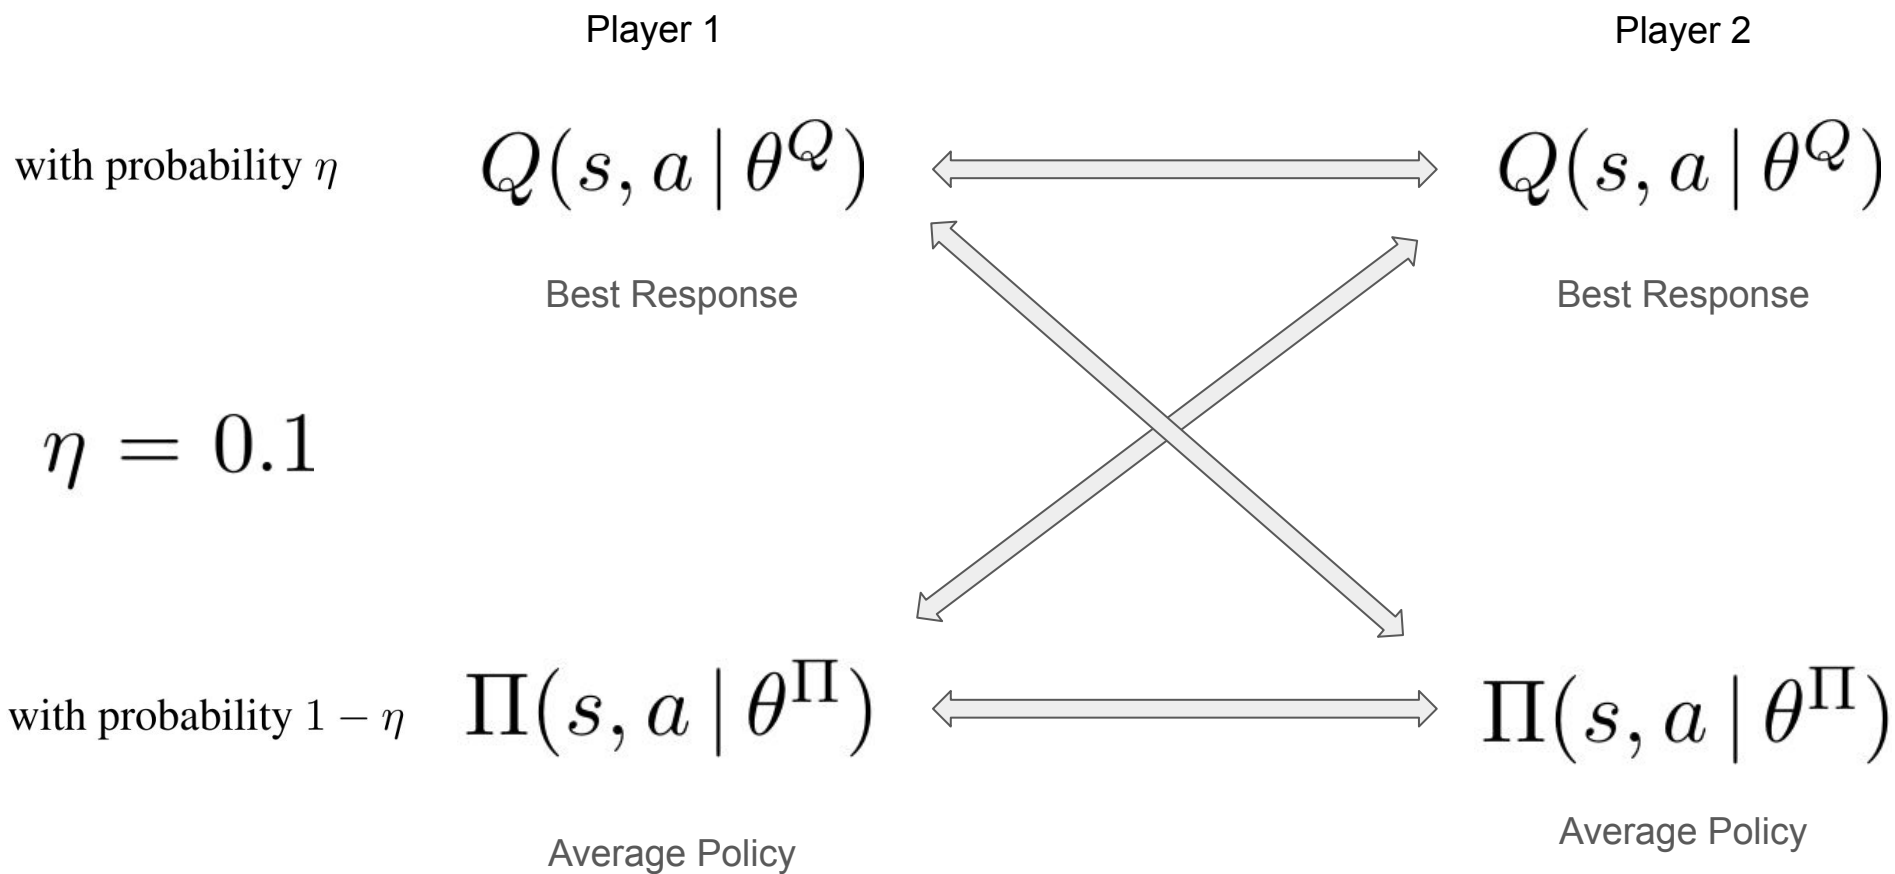 Player 1 Player 2
with probability η Q(s, a | θ^Q) Q(s, a | θ^Q)
Best Response Best Response
η = 0.1
with probability 1 − η Π(s, a | θ^Π) Π(s, a | θ^Π)
Average Policy Average Policy